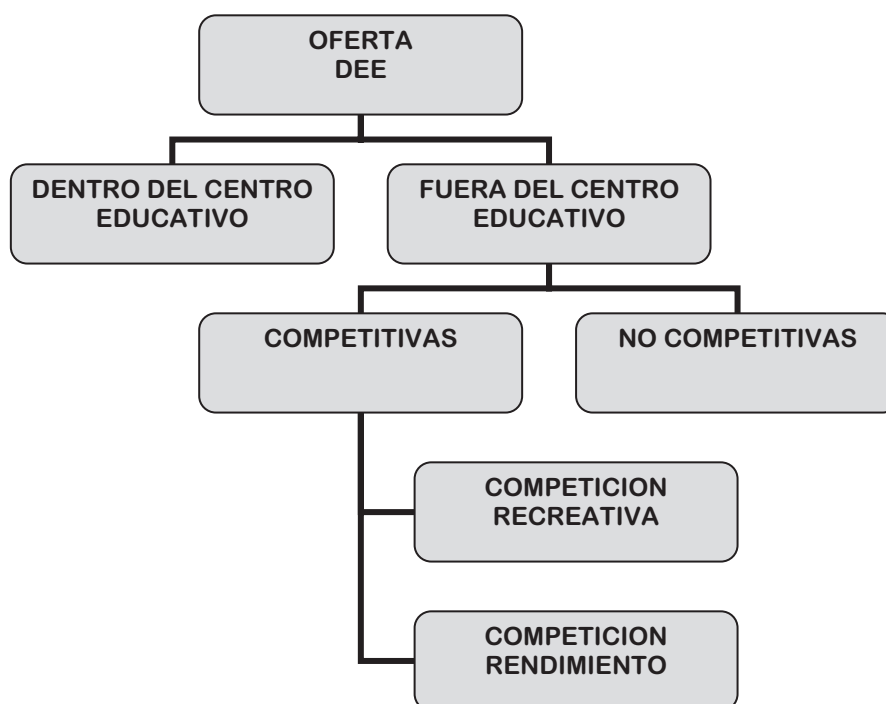 OFERTA
DEE
DENTRO DEL CENTRO
EDUCATIVO
FUERA DEL CENTRO
EDUCATIVO
COMPETITIVAS
NO COMPETITIVAS
COMPETICION
RECREATIVA
COMPETICION
RENDIMIENTO